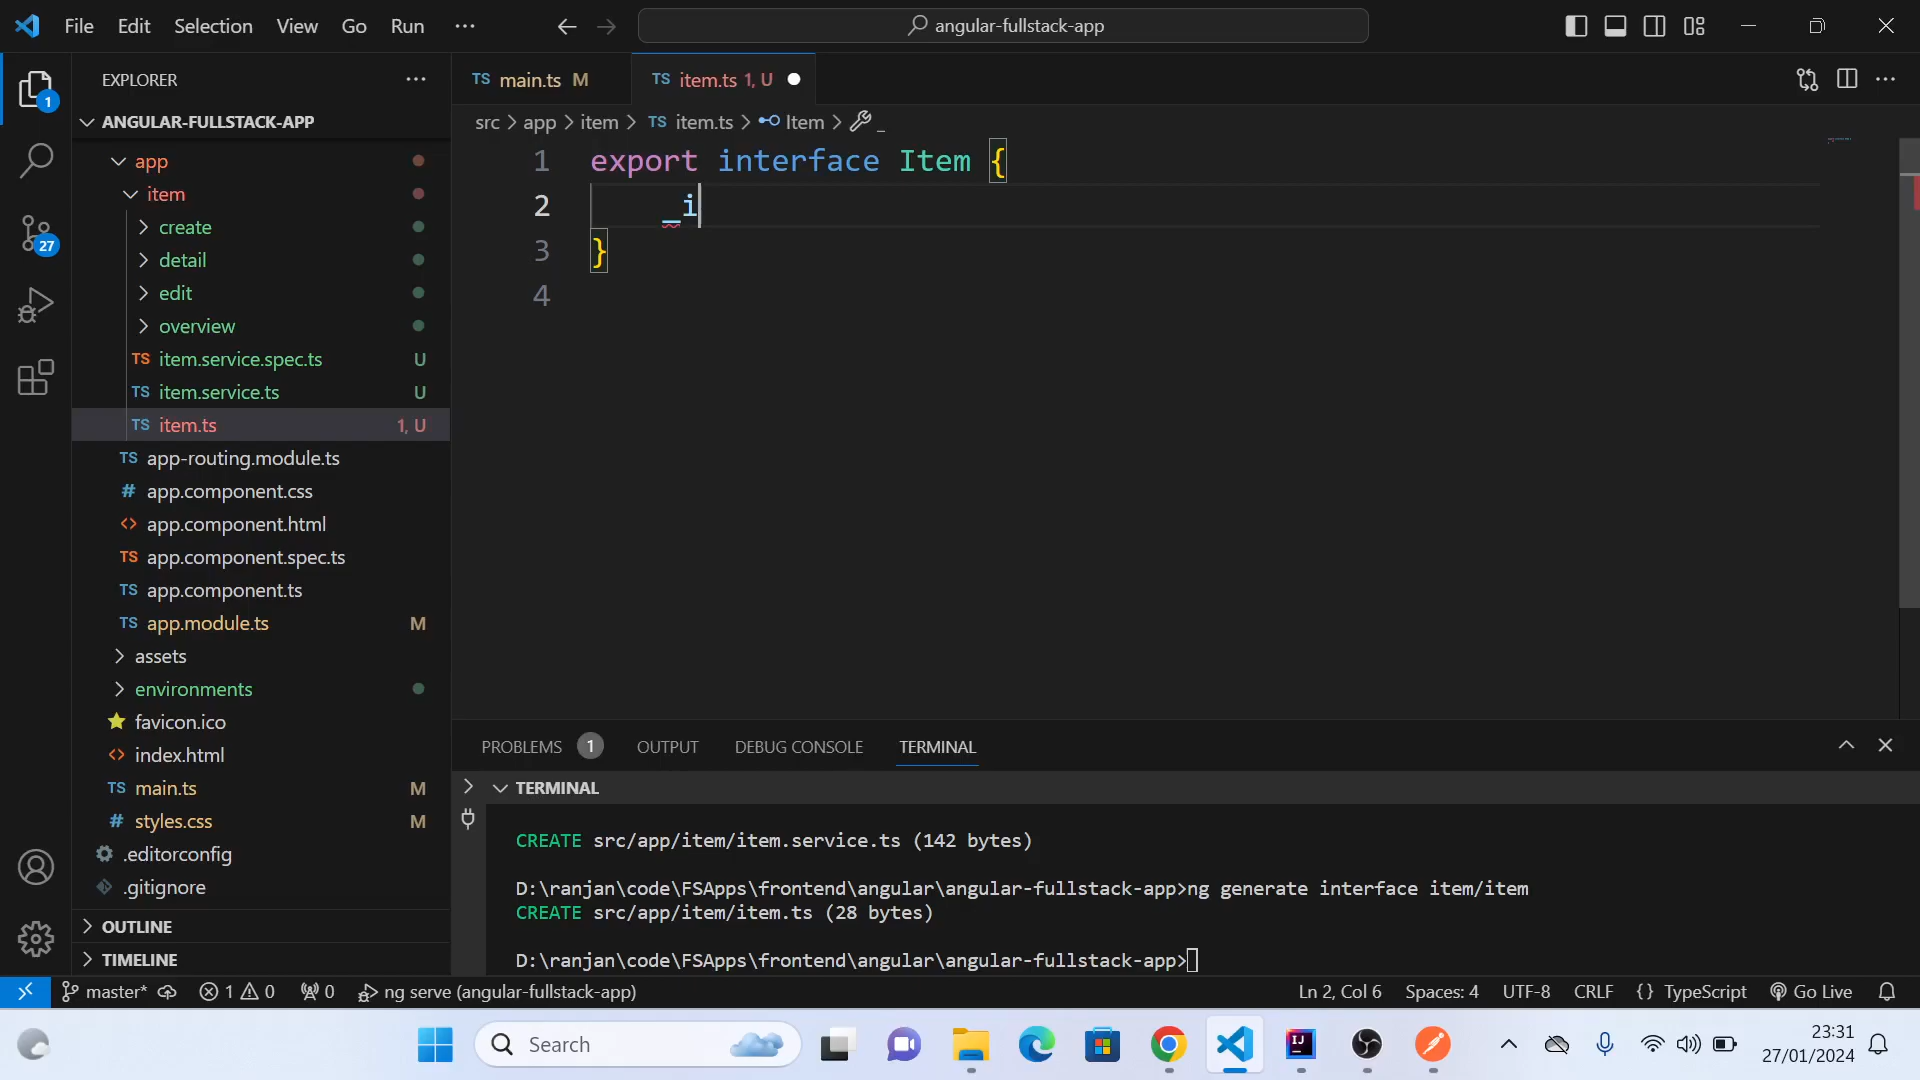 File Edit Selection View Go Run ...
angular-fullstack-app
EXPLORER
1
27
ANGULAR-FULLSTACK-APP
app
item
create
detail
edit
overview
TS item.service.spec.ts U
TS item.service.ts U
TS item.ts 1, U
TS app-routing.module.ts
# app.component.css
<> app.component.html
TS app.component.spec.ts
TS app.component.ts
TS app.module.ts M
assets
environments
favicon.ico
<> index.html
TS main.ts M
# styles.css M
.editorconfig
.gitignore
OUTLINE
TIMELINE
TS main.ts M
TS item.ts 1, U
src > app > item > TS item.ts > Item > _
1 export interface Item {
2 _i
3 }
4
PROBLEMS 1 OUTPUT DEBUG CONSOLE TERMINAL
TERMINAL
CREATE src/app/item/item.service.ts (142 bytes)
D:\ranjan\code\FSApps\frontend\angular\angular-fullstack-app>ng generate interface item/item
CREATE src/app/item/item.ts (28 bytes)
D:\ranjan\code\FSApps\frontend\angular\angular-fullstack-app>
master* 1 0 0 ng serve (angular-fullstack-app) Ln 2, Col 6 Spaces: 4 UTF-8 CRLF {} TypeScript Go Live
Search
IJ
23:31
27/01/2024